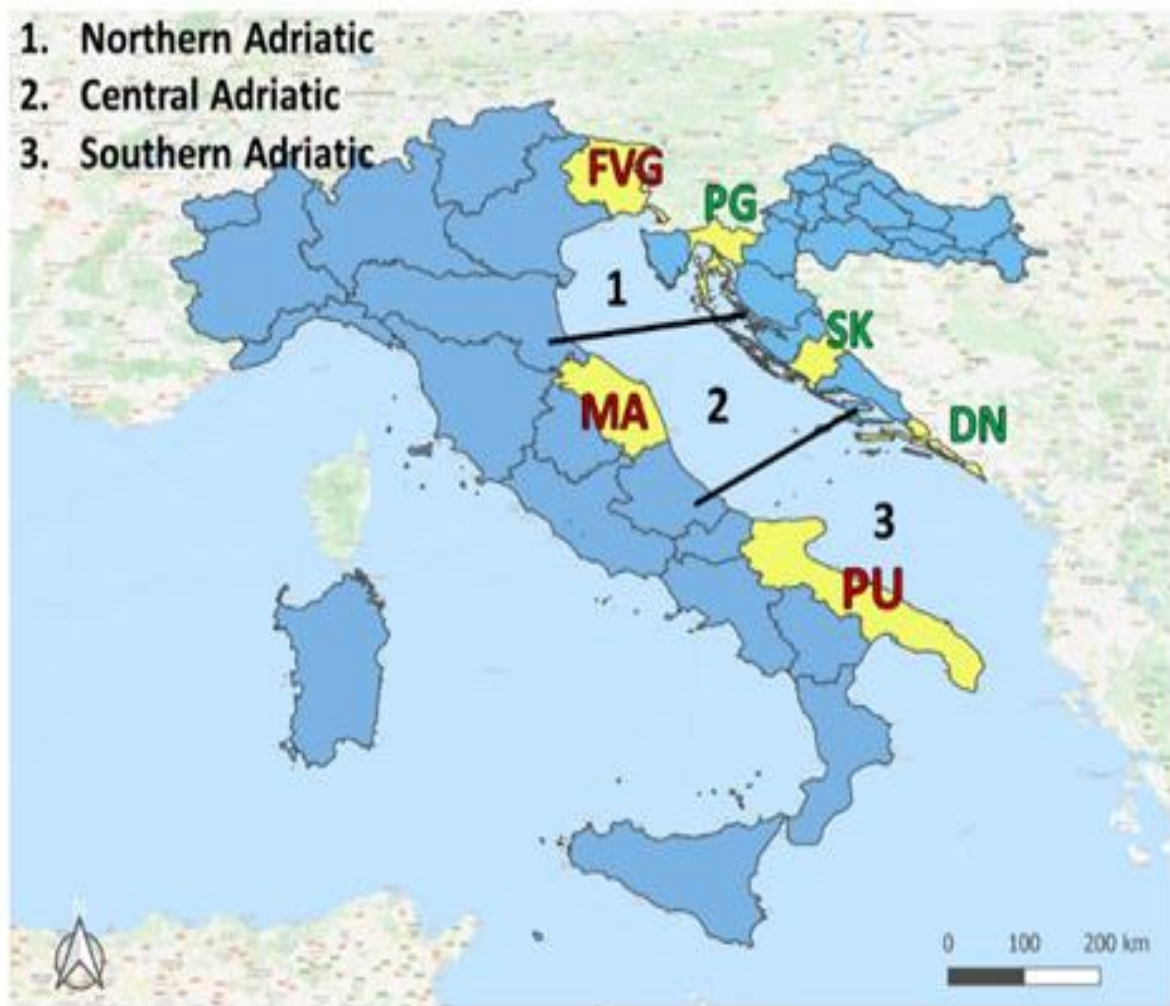 1. Northern Adriatic
2. Central Adriatic
3. Southern Adriatic
FVG
PG
1
SK
MA
2
DN
3
PU
0 100 200 km